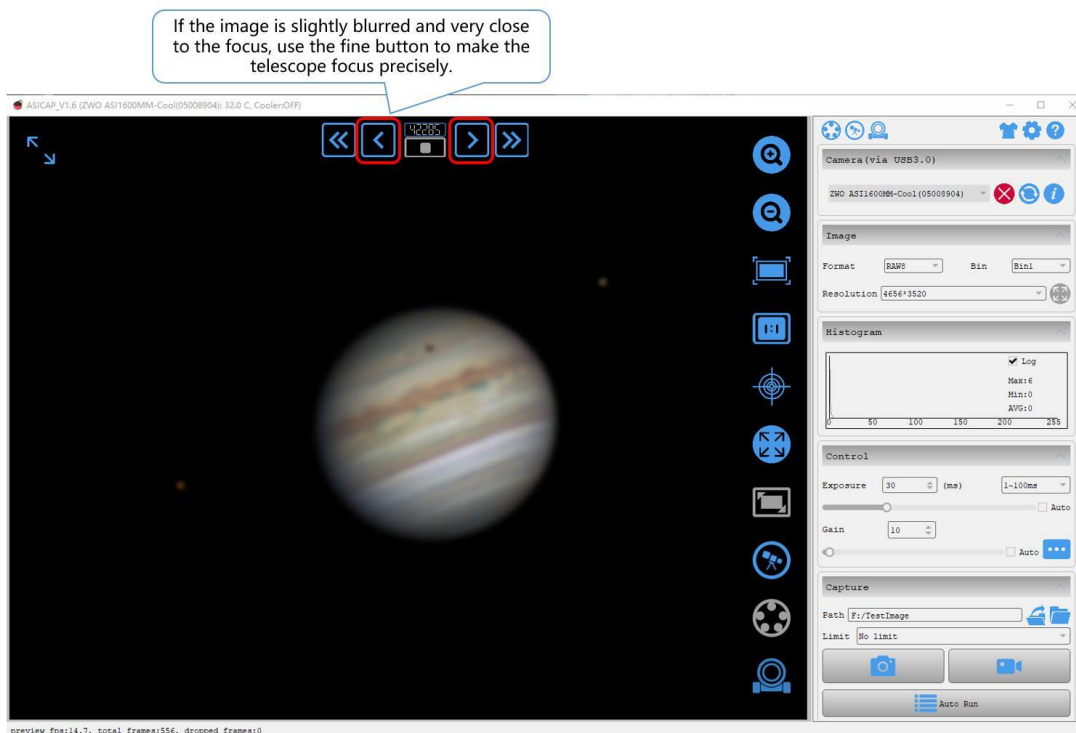 If the image is slightly blurred and very close
to the focus, use the fine button to make the
telescope focus precisely.
ASICAP_V1.6 (ZWO ASI1600MM-Cool(05008904): 32.0 C, Cooler:OFF)
Camera(via USB3.0)
ZWO ASI1600MM-Cool(05008904)
Image
Format RAW8 Bin Bin1
Resolution 4656*3520
1:1
Histogram
Log
Max:6
Min:0
AVG:0
0 50 100 150 200 255
Control
Exposure 30 (ms) 1~100ms
Auto
Gain 10
Auto
Capture
Path F:/TestImage
Limit No limit
Auto Run
preview fps:14.7, total frames:556, dropped frames:0